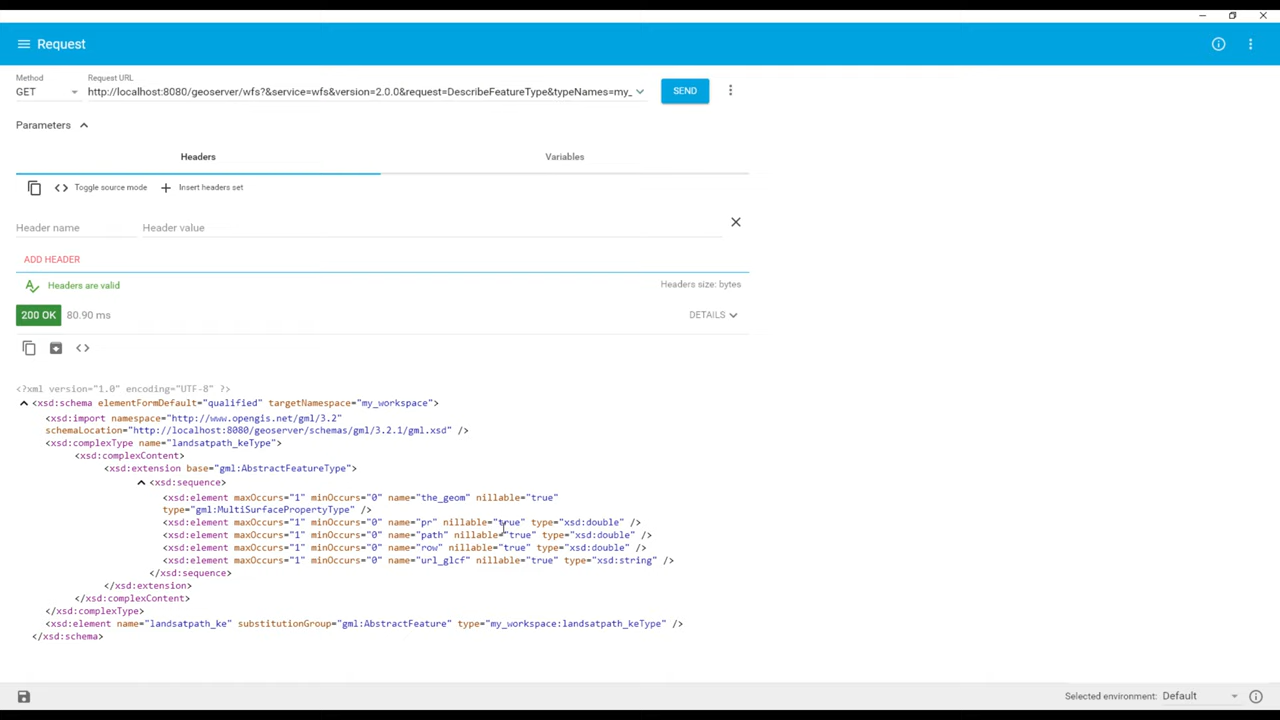 Request
Method
Request URL
GET
http://localhost:8080/geoserver/wfs?&service=wfs&version=2.0.0&request=DescribeFeatureType&typeNames=my_
SEND
Parameters
Headers
Variables
Toggle source mode
Insert headers set
Header name
Header value
ADD HEADER
Headers are valid
Headers size: bytes
200 OK
80.90 ms
DETAILS
<?xml version="1.0" encoding="UTF-8" ?>
<xsd:schema elementFormDefault="qualified" targetNamespace="my_workspace">
<xsd:import namespace="http://www.opengis.net/gml/3.2"
schemaLocation="http://localhost:8080/geoserver/schemas/gml/3.2.1/gml.xsd" />
<xsd:complexType name="landsatpath_keType">
<xsd:complexContent>
<xsd:extension base="gml:AbstractFeatureType">
<xsd:sequence>
<xsd:element maxOccurs="1" minOccurs="0" name="the_geom" nillable="true"
type="gml:MultiSurfacePropertyType" />
<xsd:element maxOccurs="1" minOccurs="0" name="pr" nillable="true" type="xsd:double" />
<xsd:element maxOccurs="1" minOccurs="0" name="path" nillable="true" type="xsd:double" />
<xsd:element maxOccurs="1" minOccurs="0" name="row" nillable="true" type="xsd:double" />
<xsd:element maxOccurs="1" minOccurs="0" name="url_glcf" nillable="true" type="xsd:string" />
</xsd:sequence>
</xsd:extension>
</xsd:complexContent>
</xsd:complexType>
<xsd:element name="landsatpath_ke" substitutionGroup="gml:AbstractFeature" type="my_workspace:landsatpath_keType" />
</xsd:schema>
Selected environment: Default